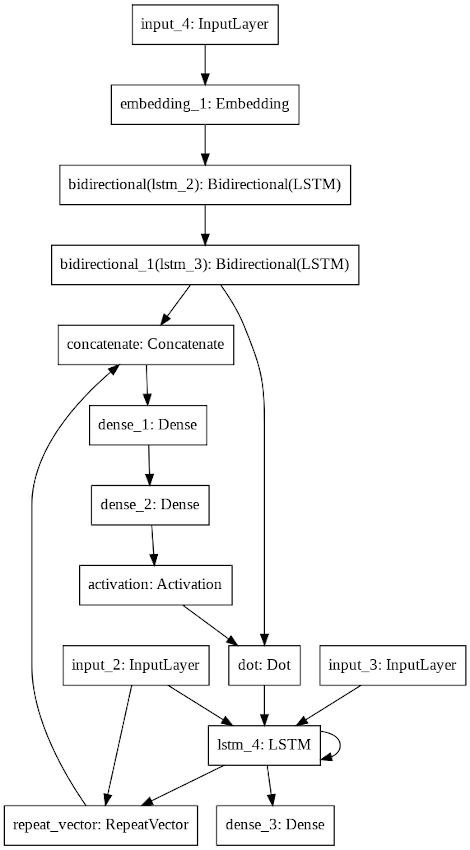 input_4: InputLayer
embedding_1: Embedding
bidirectional(lstm_2): Bidirectional(LSTM)
bidirectional_1(lstm_3): Bidirectional(LSTM)
concatenate: Concatenate
dense_1: Dense
dense_2: Dense
activation: Activation
input_2: InputLayer
dot: Dot
input_3: InputLayer
lstm_4: LSTM
repeat_vector: RepeatVector
dense_3: Dense